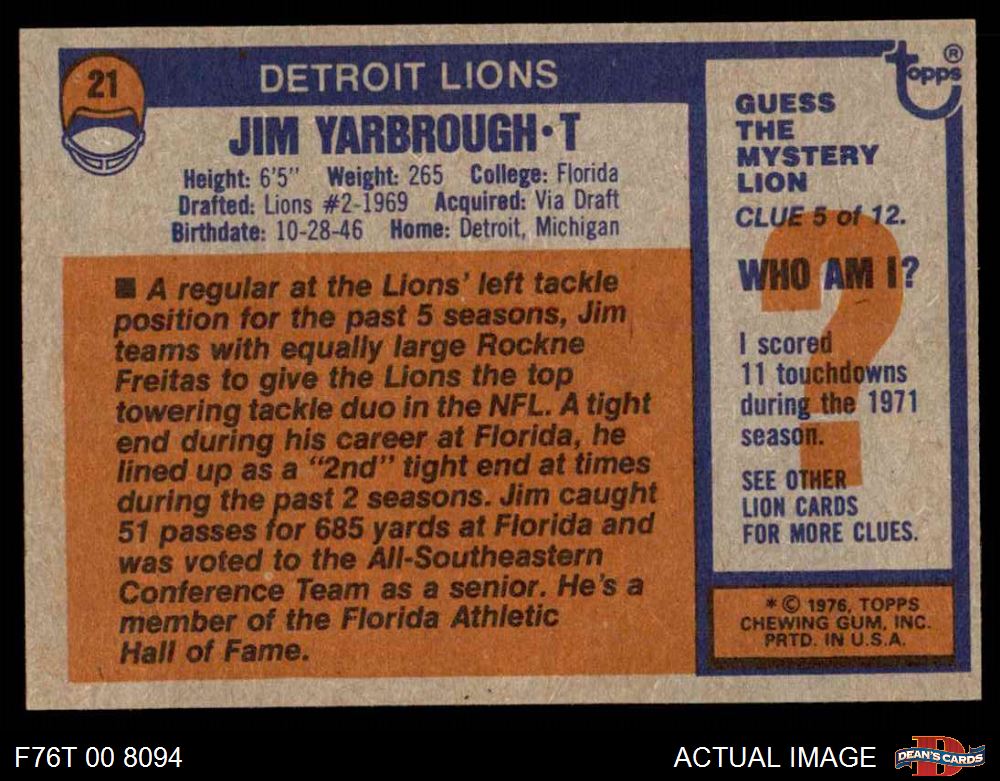 21
DETROIT LIONS
JIM YARBROUGH • T
Height: 6'5" Weight: 265 College: Florida
Drafted: Lions #2-1969 Acquired: Via Draft
Birthdate: 10-28-46 Home: Detroit, Michigan
■ A regular at the Lions' left tackle
position for the past 5 seasons, Jim
teams with equally large Rockne
Freitas to give the Lions the top
towering tackle duo in the NFL. A tight
end during his career at Florida, he
lined up as a "2nd" tight end at times
during the past 2 seasons. Jim caught
51 passes for 685 yards at Florida and
was voted to the All-Southeastern
Conference Team as a senior. He's a
member of the Florida Athletic
Hall of Fame.
Topps ®
GUESS
THE
MYSTERY
LION
CLUE 5 of 12.
?
WHO AM I?
I scored
11 touchdowns
during the 1971
season.
SEE OTHER
LION CARDS
FOR MORE CLUES.
* © 1976, TOPPS
CHEWING GUM, INC.
PRTD. IN U.S.A.
F76T 00 8094
ACTUAL IMAGE
D
DEAN'S CARDS